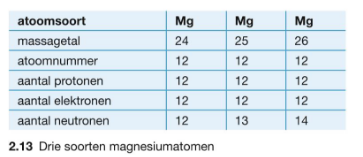 atoomsoort Mg Mg Mg
massagetal 24 25 26
atoomnummer 12 12 12
aantal protonen 12 12 12
aantal elektronen 12 12 12
aantal neutronen 12 13 14
2.13 Drie soorten magnesiumatomen